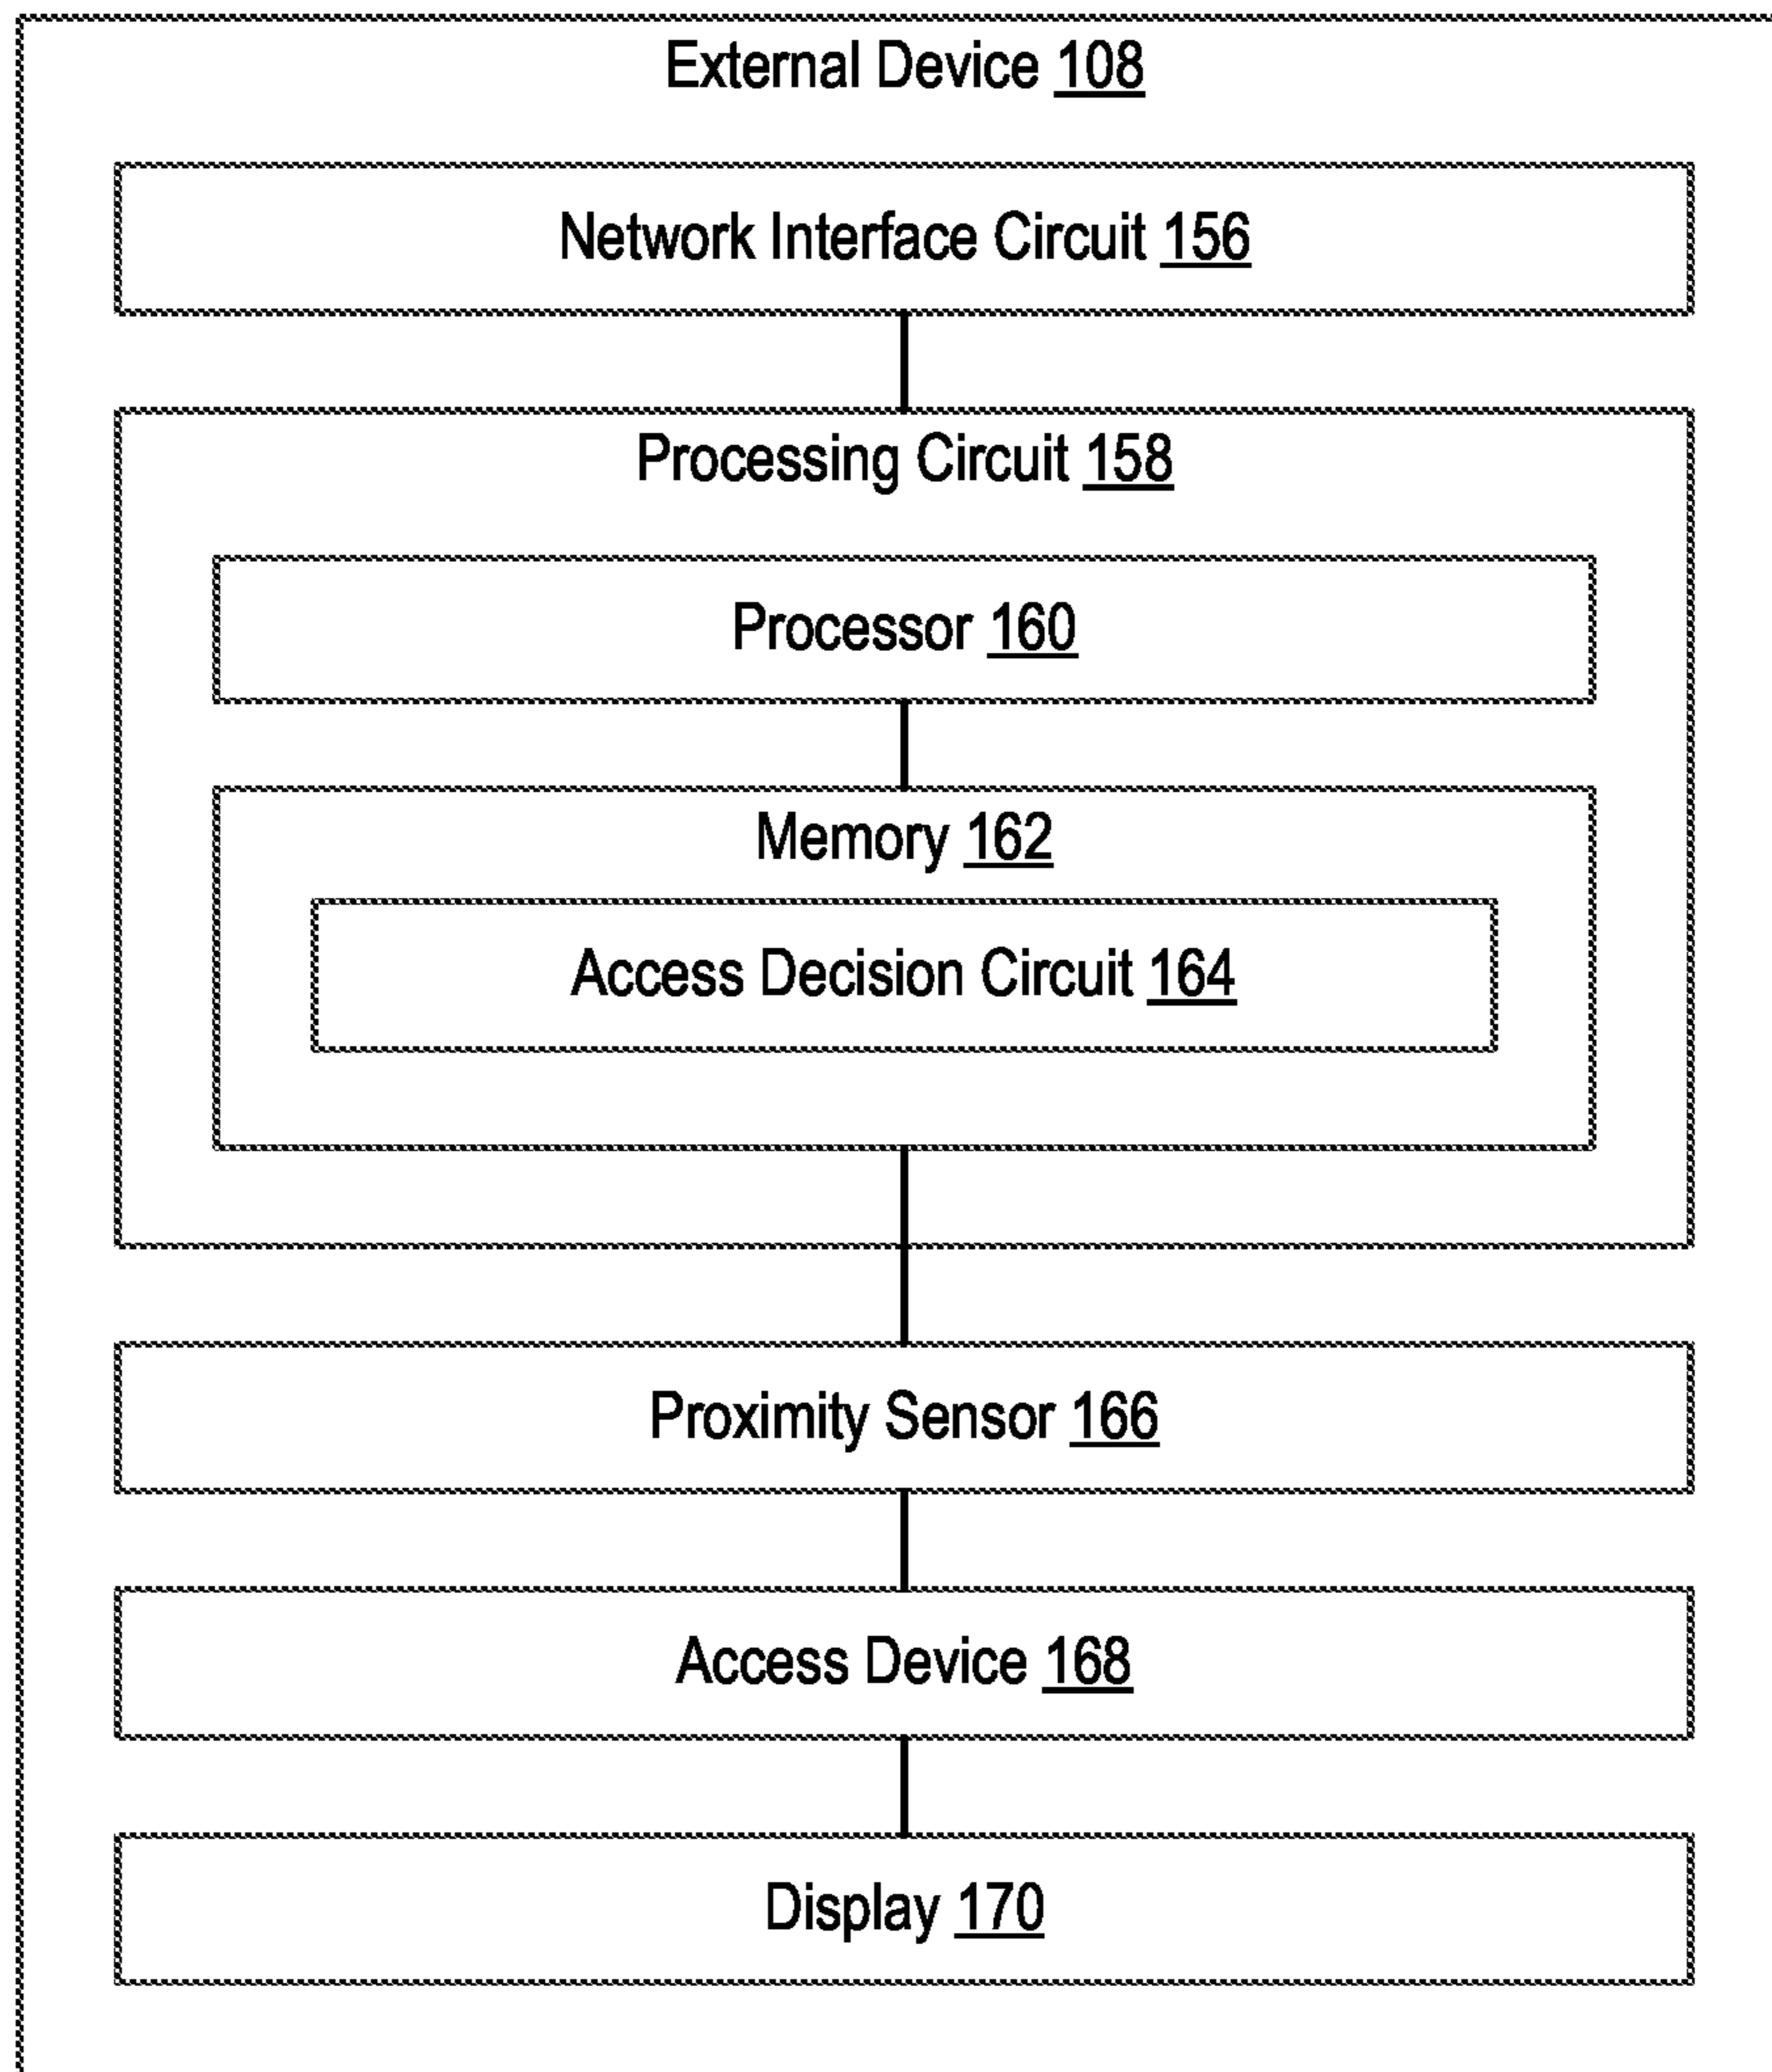 External Device 108
Network Interface Circuit 156
Processing Circuit 158
Processor 160
Memory 162
Access Decision Circuit 164
Proximity Sensor 166
Access Device 168
Display 170